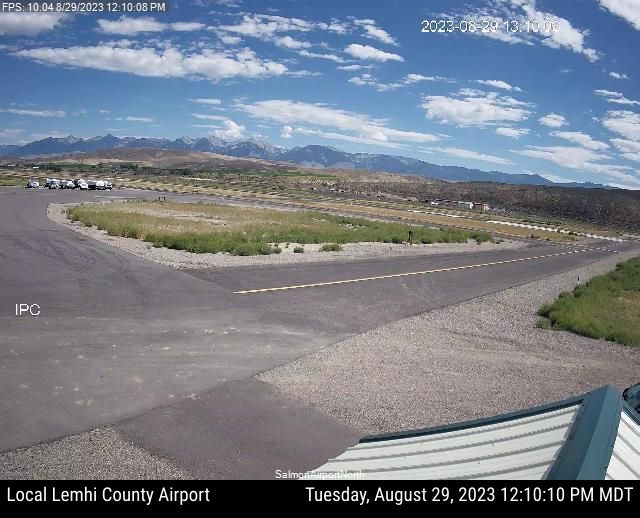 FPS: 10.04 8/29/2023 12:10:08 PM
2023-08-29 13:10:08
IPC
SalmonAirportNorth
Local Lemhi County Airport Tuesday, August 29, 2023 12:10:10 PM MDT